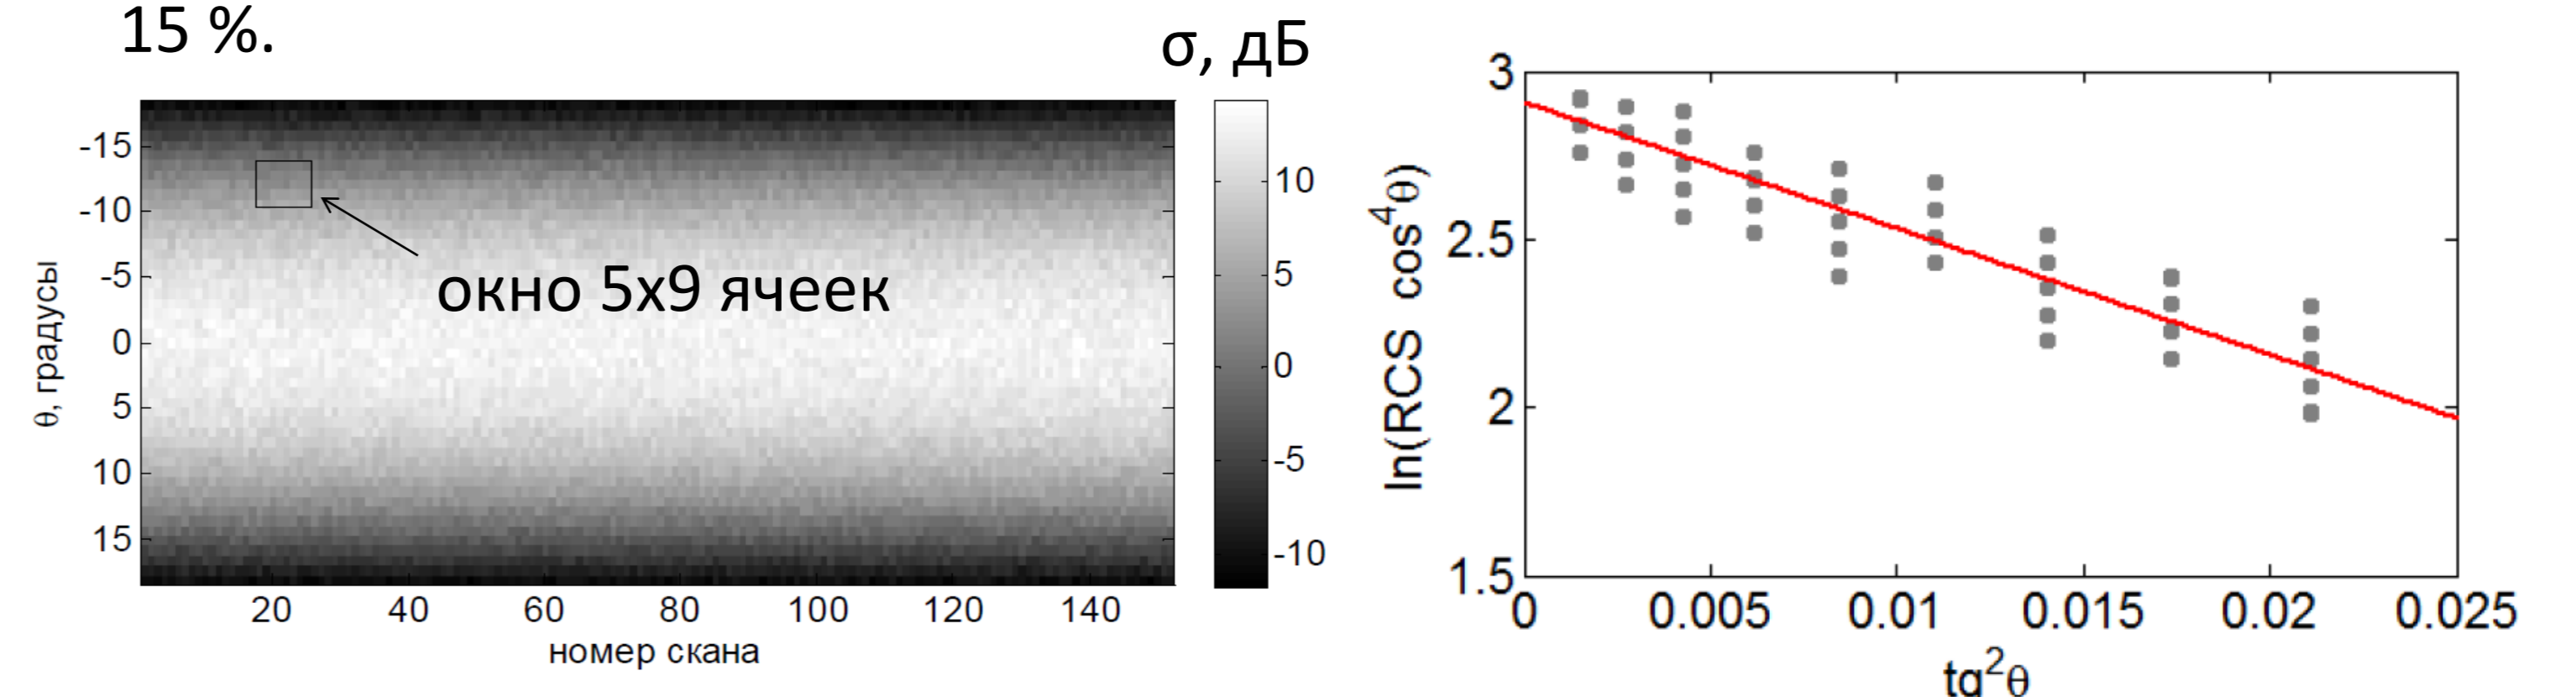 15 %.
σ, дБ
-15
-10
-5
0
5
10
15
θ, градусы
окно 5x9 ячеек
20 40 60 80 100 120 140
номер скана
10
5
0
-5
-10
3
2.5
2
1.5
ln(RCS cos⁴θ)
0 0.005 0.01 0.015 0.02 0.025
tg²θ